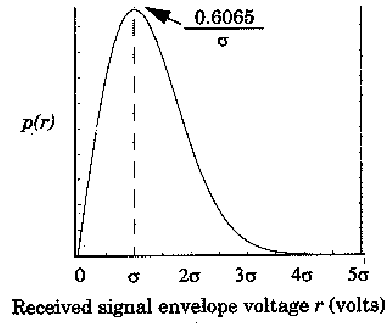 0.6065
σ
p(r)
0 σ 2σ 3σ 4σ 5σ
Received signal envelope voltage r (volts)